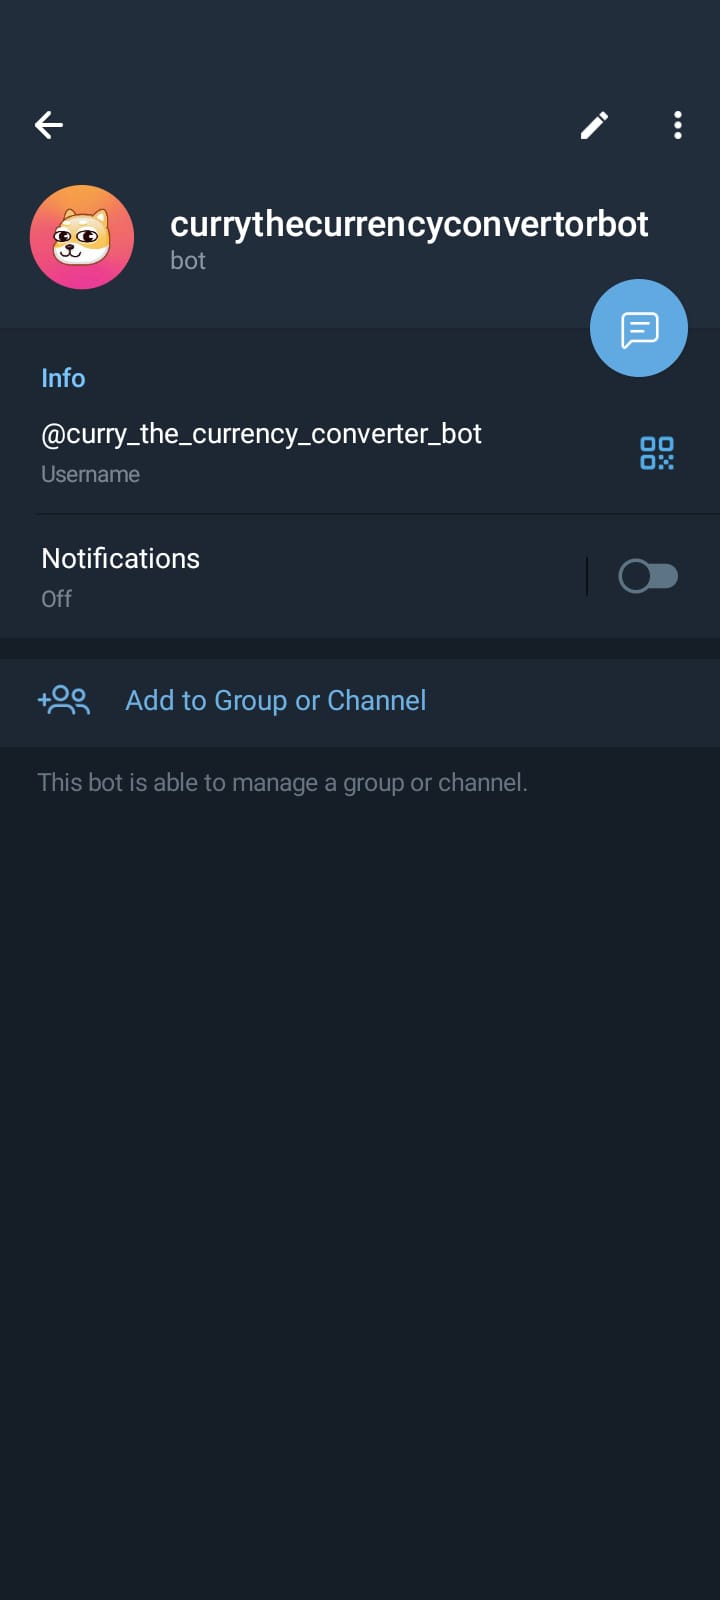 currythecurrencyconvertorbot
bot
Info
@curry_the_currency_converter_bot
Username
Notifications
Off
Add to Group or Channel
This bot is able to manage a group or channel.